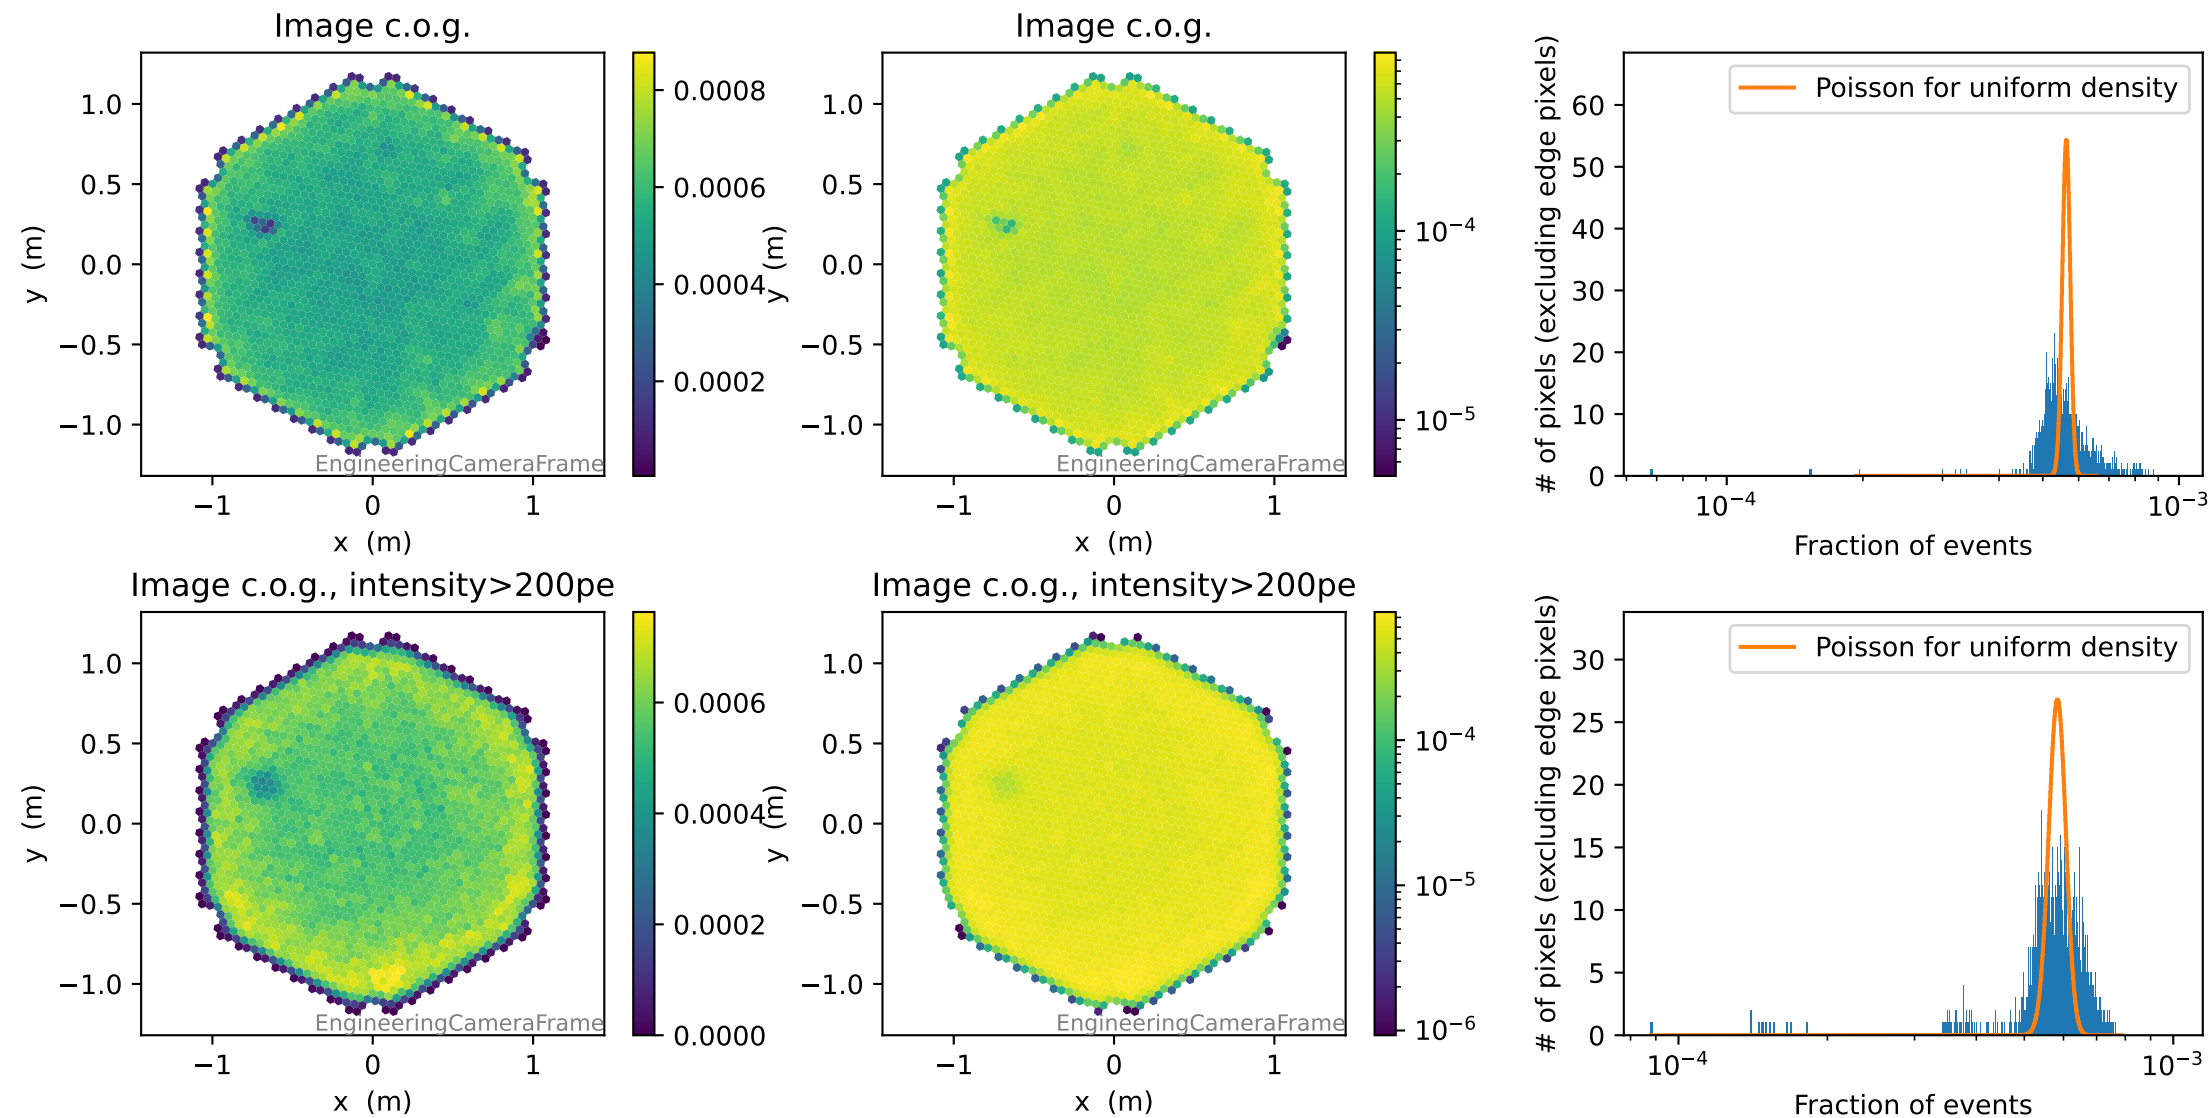 Image c.o.g.
1.0
0.5
0.0
−0.5
−1.0
y (m)
−1
0
1
x (m)
EngineeringCameraFrame
0.0008
0.0006
0.0004
0.0002
Image c.o.g.
1.0
0.5
0.0
−0.5
−1.0
y (m)
−1
0
1
x (m)
EngineeringCameraFrame
10⁻⁴
10⁻⁵
# of pixels (excluding edge pixels)
60
50
40
30
20
10
0
Poisson for uniform density
10⁻⁴
10⁻³
Fraction of events
Image c.o.g., intensity>200pe
1.0
0.5
0.0
−0.5
−1.0
y (m)
−1
0
1
x (m)
EngineeringCameraFrame
0.0006
0.0004
0.0002
0.0000
Image c.o.g., intensity>200pe
1.0
0.5
0.0
−0.5
−1.0
y (m)
−1
0
1
x (m)
EngineeringCameraFrame
10⁻⁴
10⁻⁵
10⁻⁶
# of pixels (excluding edge pixels)
30
25
20
15
10
5
0
Poisson for uniform density
10⁻⁴
10⁻³
Fraction of events